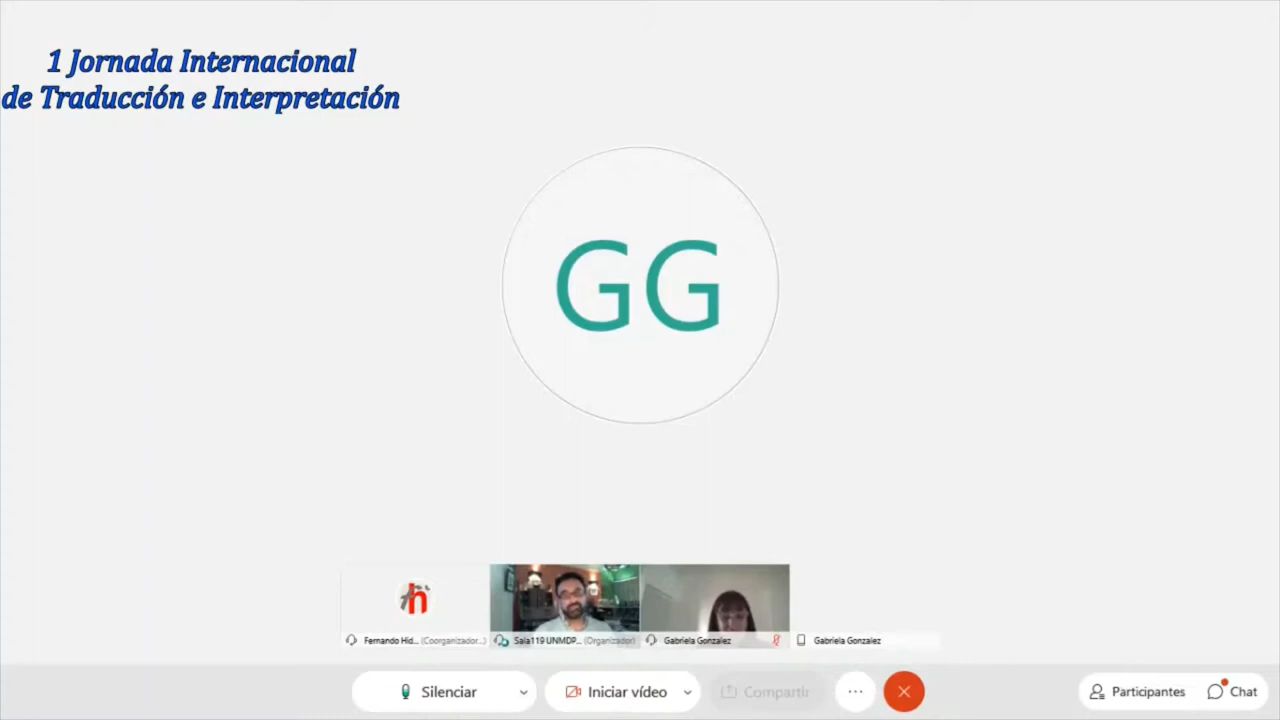 1 Jornada Internacional
de Traducción e Interpretación
GG
h
Fernando Hid... (Coorganizador...)
Sala119 UNMDP... (Organizador)
Gabriela Gonzalez
Gabriela Gonzalez
Silenciar
Iniciar vídeo
Compartir
Participantes
Chat